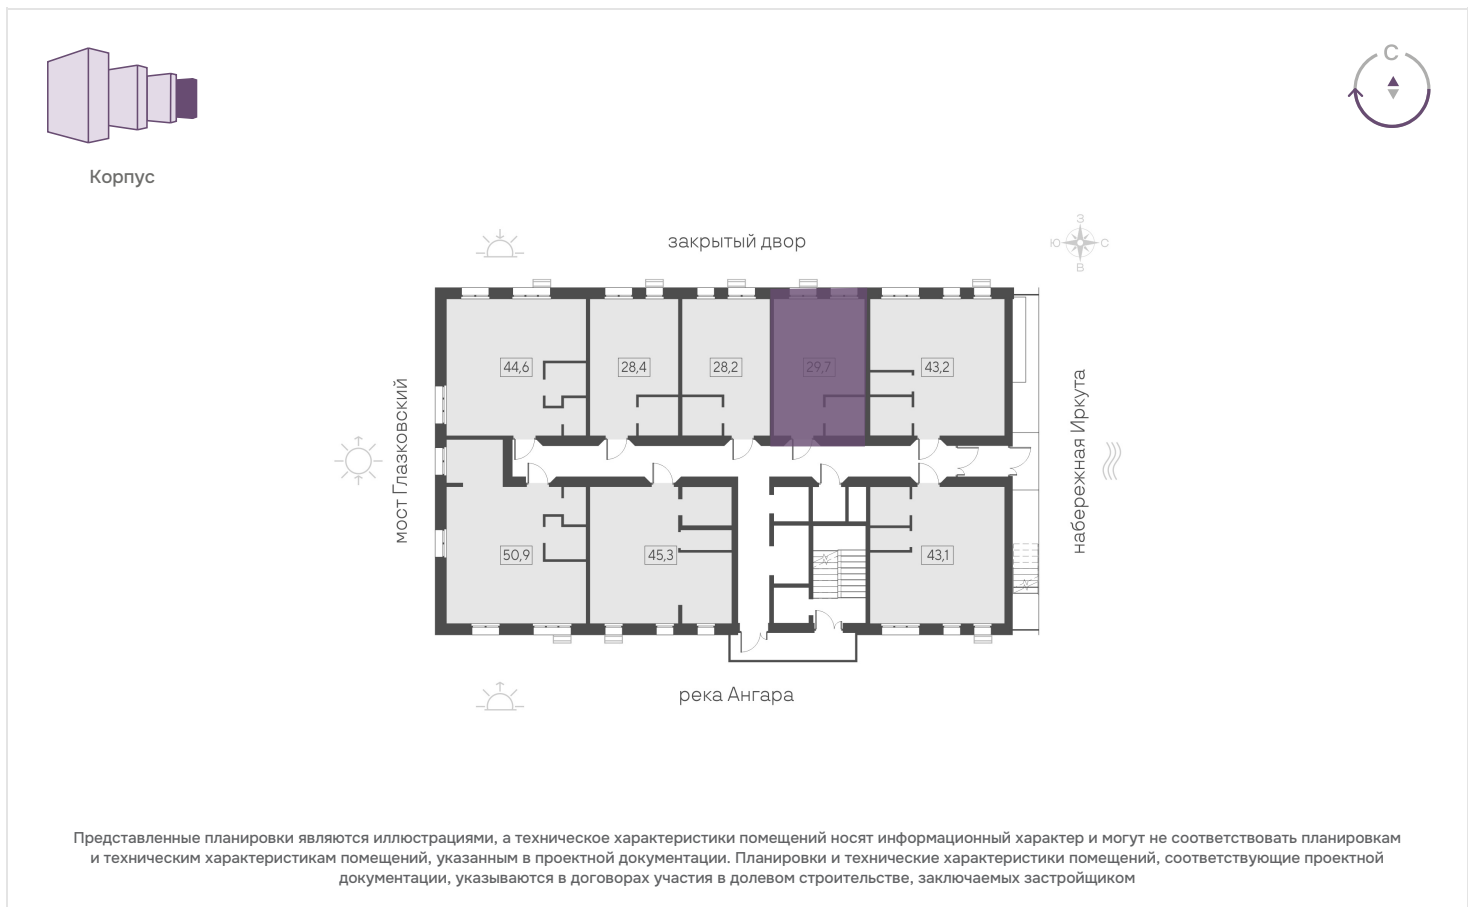 С
Корпус
З
Ю
С
В
закрытый двор
мост Глазковский
набережная Иркута
44,6
28,4
28,2
29,7
43,2
50,9
45,3
43,1
река Ангара
Представленные планировки являются иллюстрациями, а техническое характеристики помещений носят информационный характер и могут не соответствовать планировкам
и техническим характеристикам помещений, указанным в проектной документации. Планировки и технические характеристики помещений, соответствующие проектной
документации, указываются в договорах участия в долевом строительстве, заключаемых застройщиком